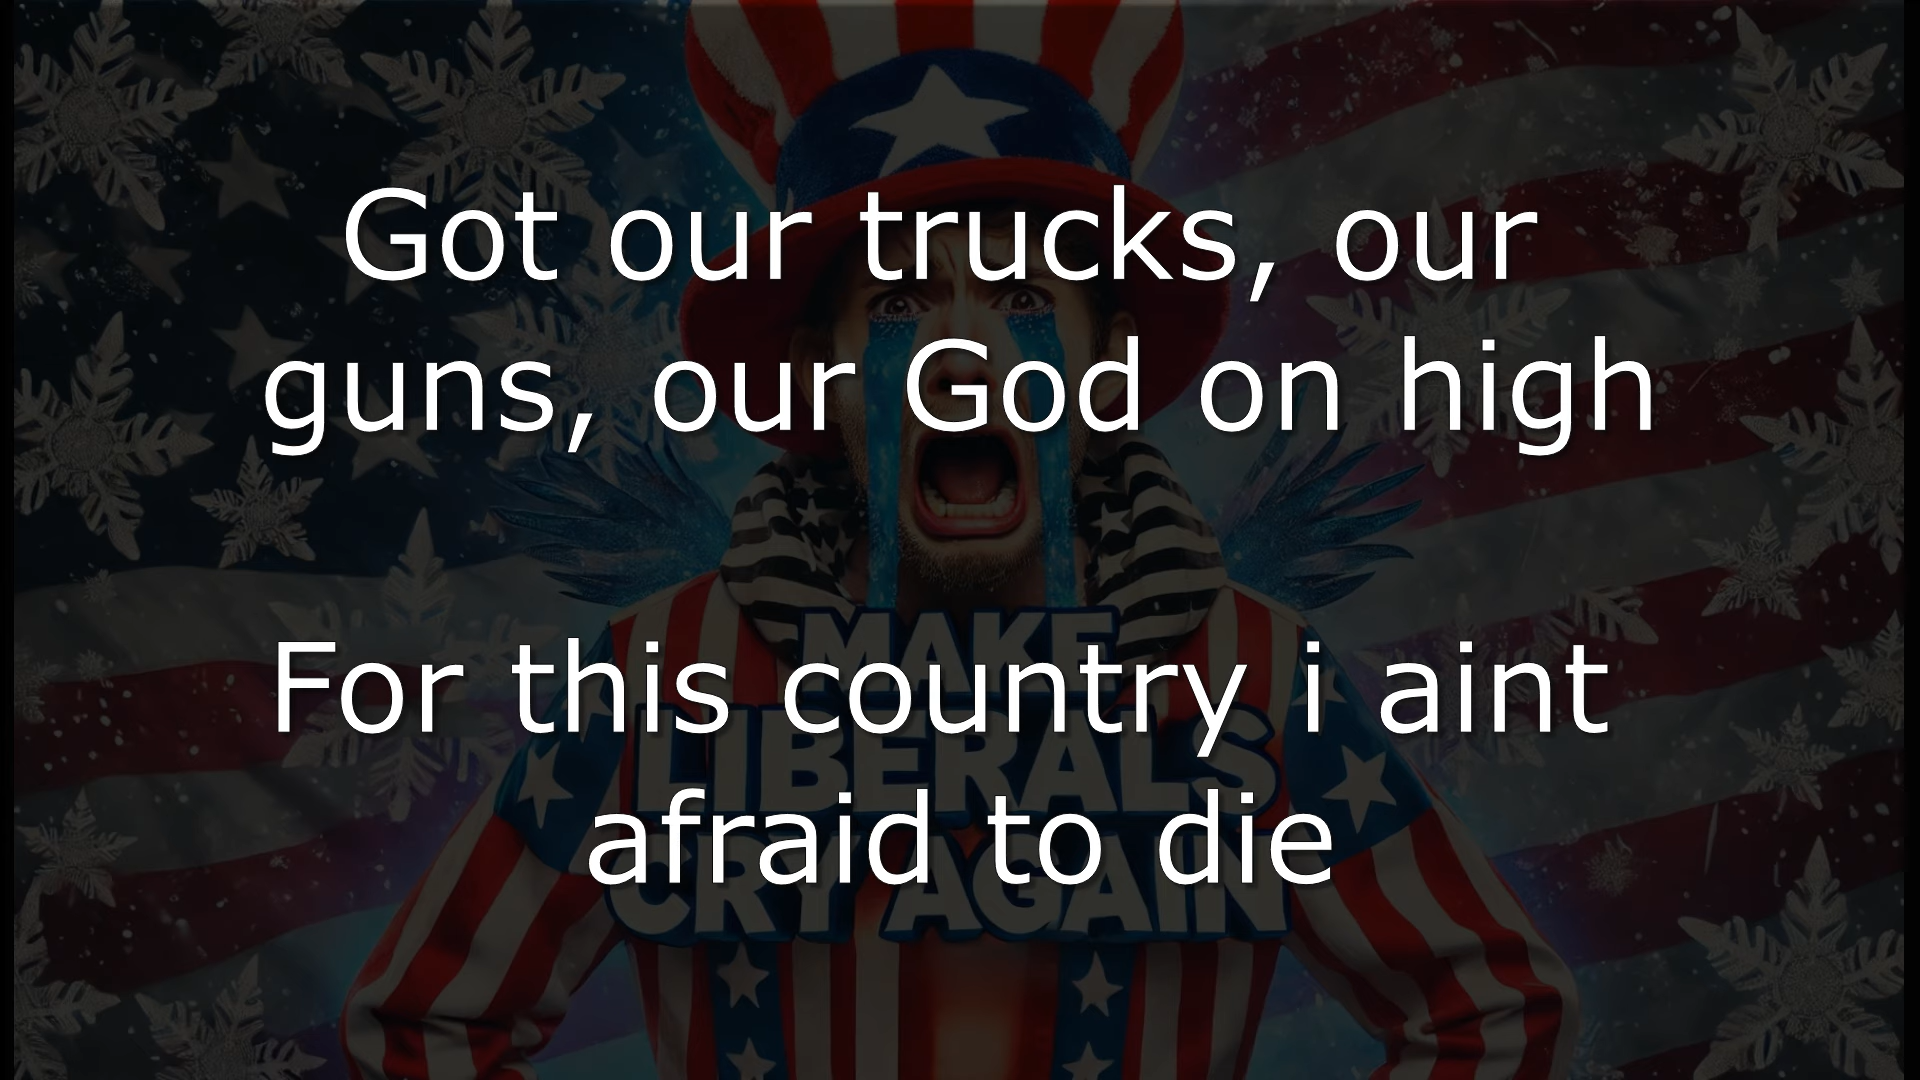 Got our trucks, our
guns, our God on high
For this country i aint
afraid to die
MAKE
LIBERALS
CRY AGAIN